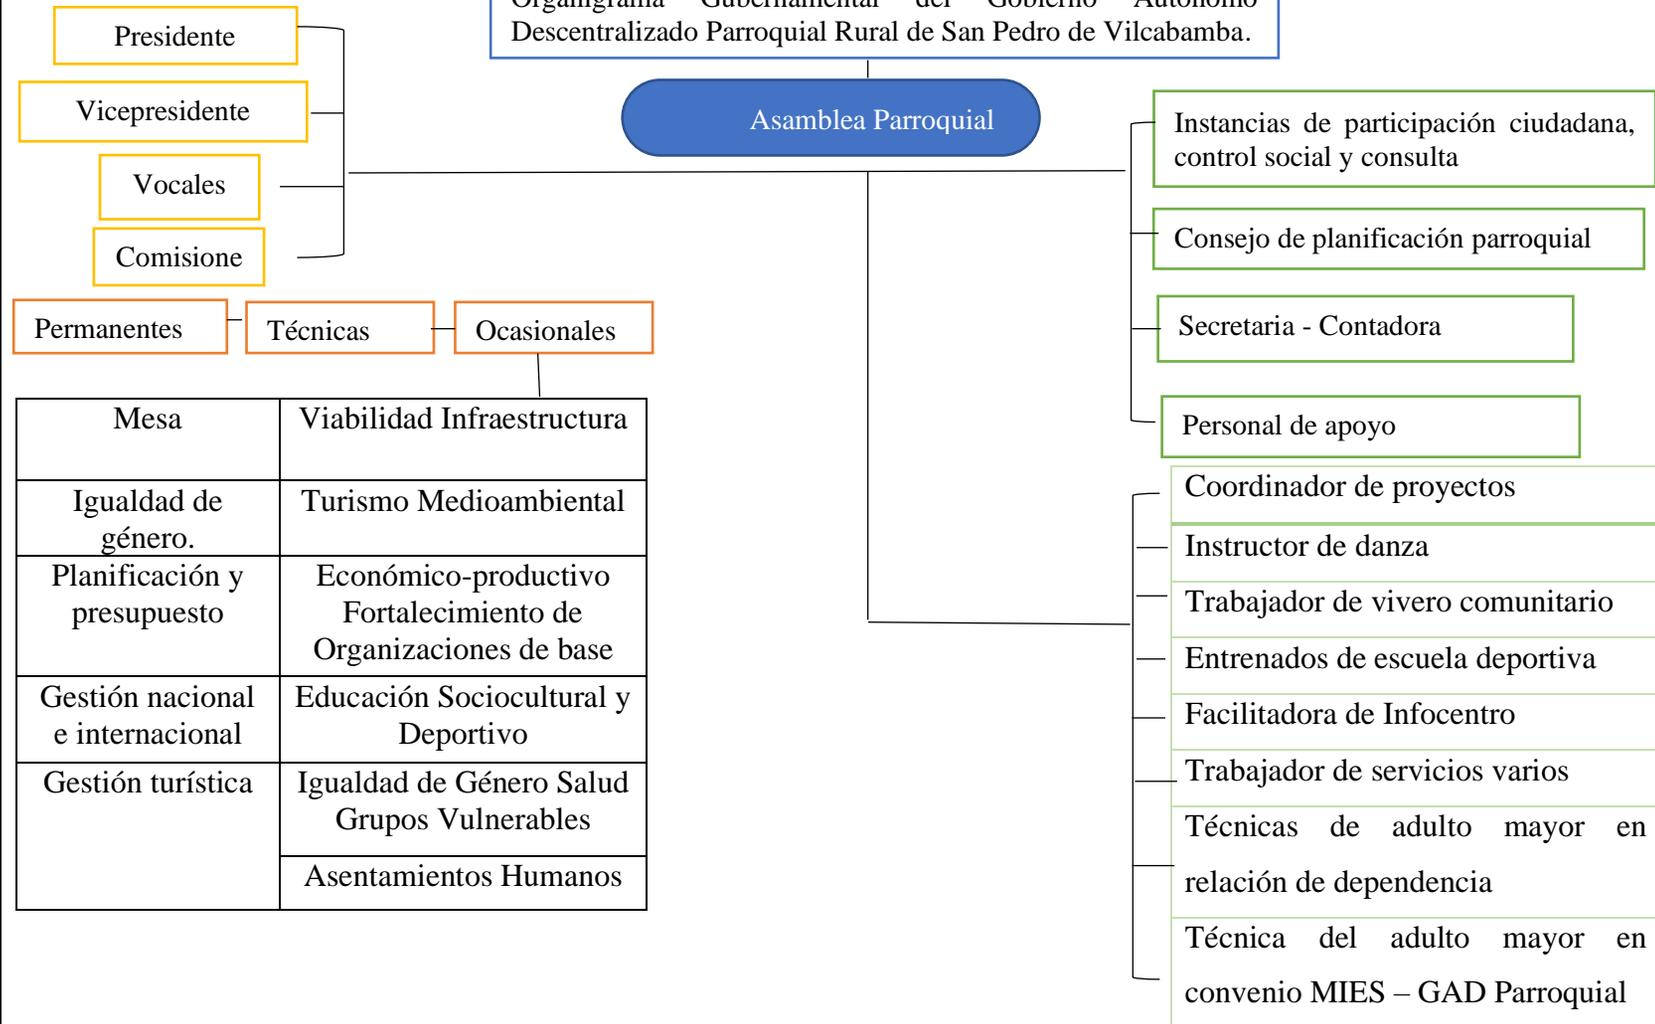 Organigrama Gubernamental del Gobierno Autónomo
Descentralizado Parroquial Rural de San Pedro de Vilcabamba.
Asamblea Parroquial
Presidente
Vicepresidente
Vocales
Comisione
Permanentes
Técnicas
Ocasionales
Mesa
Viabilidad Infraestructura
Igualdad de
género.
Turismo Medioambiental
Planificación y
presupuesto
Económico-productivo
Fortalecimiento de
Organizaciones de base
Gestión nacional
e internacional
Educación Sociocultural y
Deportivo
Gestión turística
Igualdad de Género Salud
Grupos Vulnerables
Asentamientos Humanos
Instancias de participación ciudadana,
control social y consulta
Consejo de planificación parroquial
Secretaria - Contadora
Personal de apoyo
Coordinador de proyectos
Instructor de danza
Trabajador de vivero comunitario
Entrenados de escuela deportiva
Facilitadora de Infocentro
Trabajador de servicios varios
Técnicas de adulto mayor en
relación de dependencia
Técnica del adulto mayor en
convenio MIES – GAD Parroquial